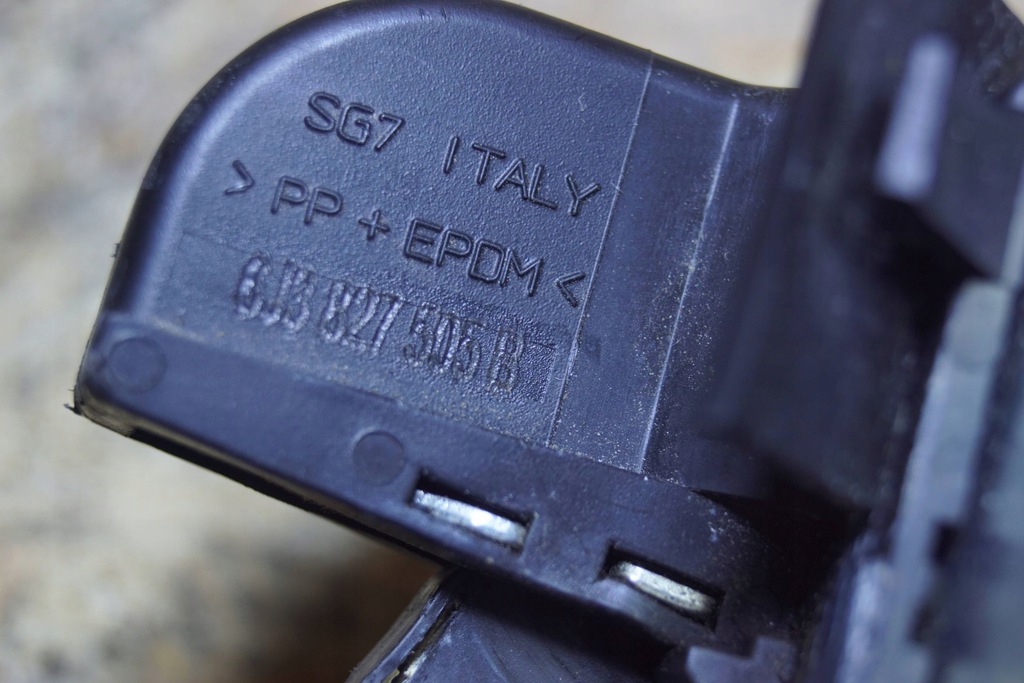 SG7 ITALY
> PP + EPDM <
6J3 827 505 B